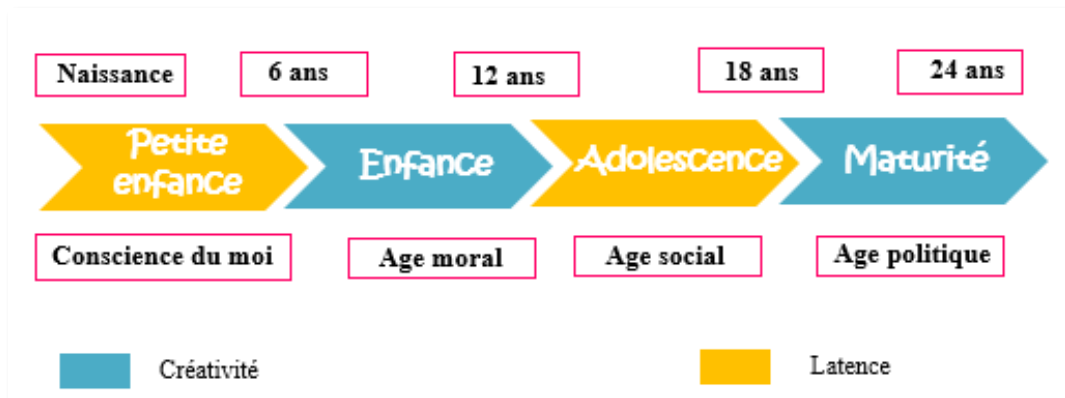 Naissance
6 ans
12 ans
18 ans
24 ans
Petite
enfance
Enfance
Adolescence
Maturité
Conscience du moi
Age moral
Age social
Age politique
Créativité
Latence